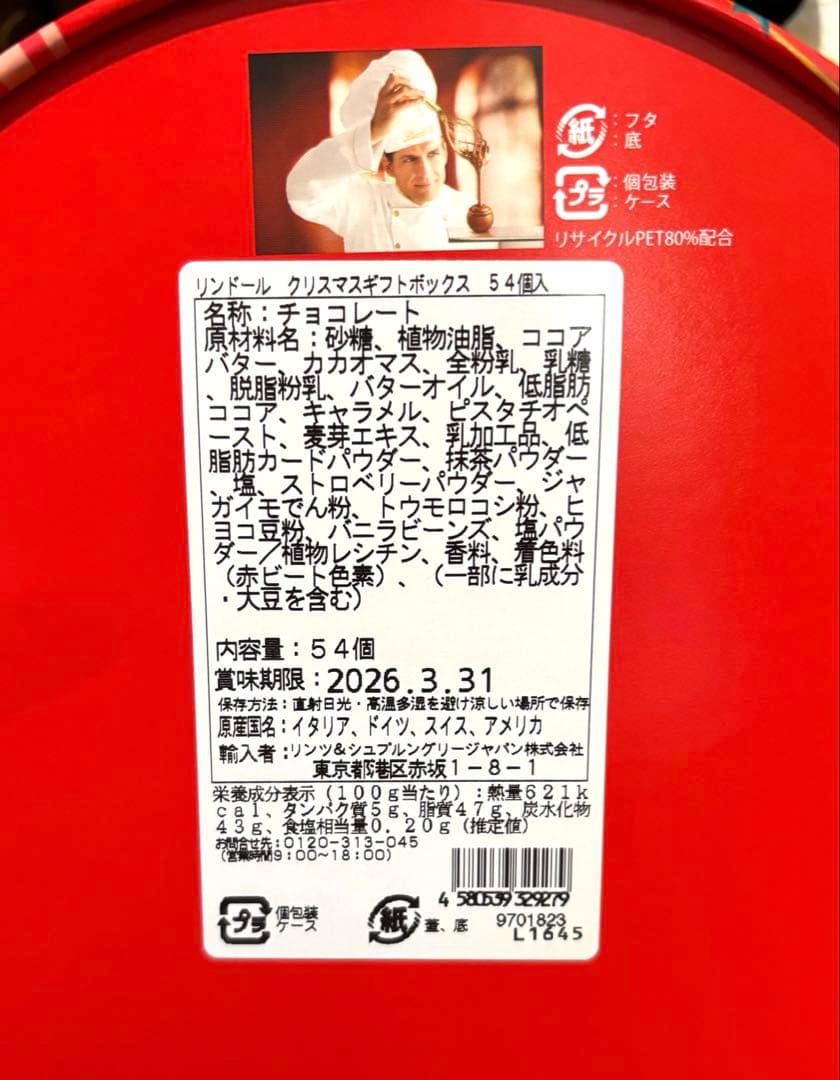 紙：フタ
：底
プラ：個包装
：ケース
リサイクルPET80%配合
リンドール　クリスマスギフトボックス　５４個入
名称：チョコレート
原材料名：砂糖、植物油脂、ココア
バター、カカオマス、全粉乳、乳糖
、脱脂粉乳、バターオイル、低脂肪
ココア、キャラメル、ピスタチオペ
ースト、麦芽エキス、乳加工品、低
脂肪カードパウダー、抹茶パウダー
、塩、ストロベリーパウダー、ジャ
ガイモでん粉、トウモロコシ粉、ヒ
ヨコ豆粉、バニラビーンズ、塩パウ
ダー／植物レシチン、香料、着色料
（赤ビート色素）、（一部に乳成分
・大豆を含む）
内容量：５４個
賞味期限：2026.3.31
保存方法：直射日光・高温多湿を避け涼しい場所で保存
原産国名：イタリア、ドイツ、スイス、アメリカ
輸入者：リンツ＆シュプルングリージャパン株式会社
東京都港区赤坂１－８－１
栄養成分表示（１００ｇ当たり）：熱量６２１ｋ
ｃａｌ、タンパク質５ｇ、脂質４７ｇ、炭水化物
４３ｇ、食塩相当量０．２０ｇ（推定値）
お問合せ先：0120-313-045
（営業時間9：00～18：00）
4 580539 329279
プラ 個包装
ケース
紙 蓋、底
9701823
L1645